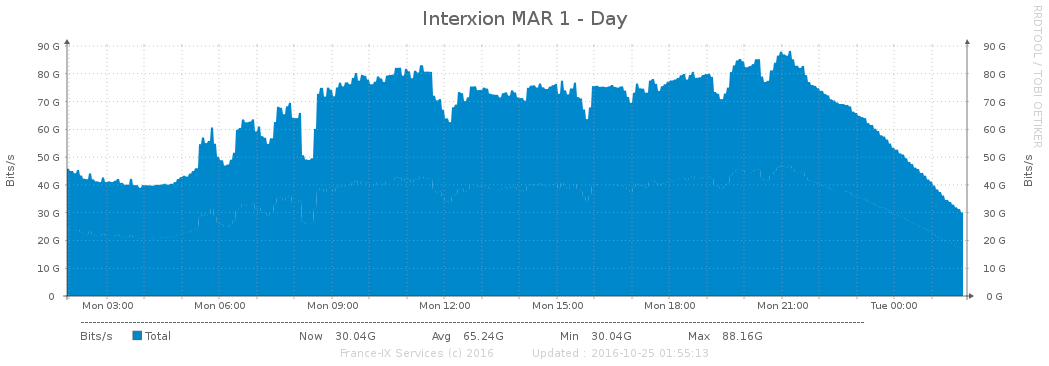 Interxion MAR 1 - Day
RRDTOOL / TOBI OETIKER
Bits/s
90 G 90 G
80 G 80 G
70 G 70 G
60 G 60 G
50 G 50 G
40 G 40 G
30 G 30 G
20 G 20 G
10 G 10 G
0 0 G
Bits/s
Mon 03:00 Mon 06:00 Mon 09:00 Mon 12:00 Mon 15:00 Mon 18:00 Mon 21:00 Tue 00:00
Bits/s Total Now 30.04G Avg 65.24G Min 30.04G Max 88.16G
France-IX Services (c) 2016 Updated : 2016-10-25 01:55:13